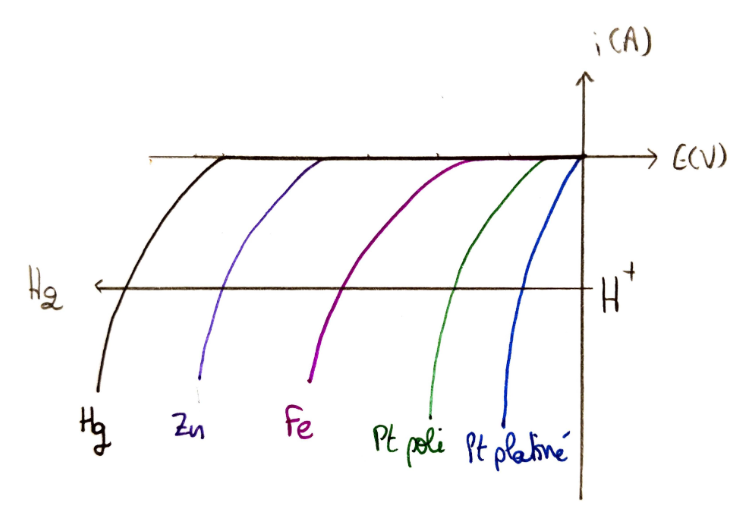 i(A)
E(V)
H2
H+
Hg
Zn
Fe
Pt poli
Pt platiné